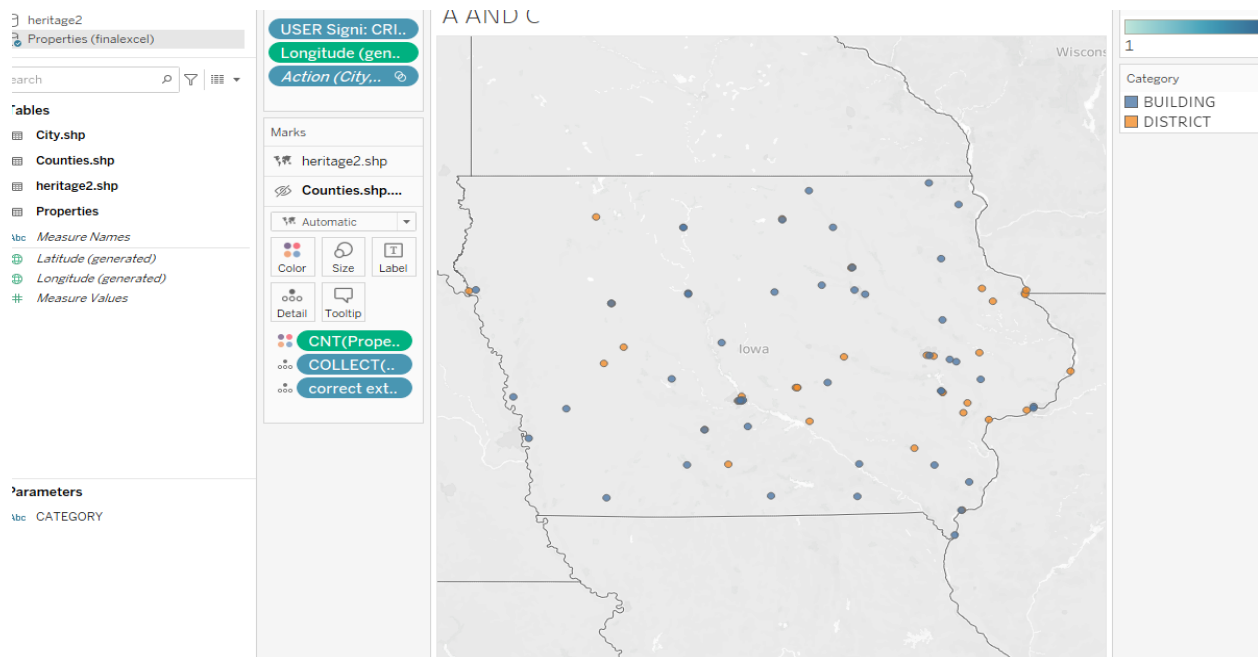 heritage2
Properties (finalexcel)
earch
Tables
City.shp
Counties.shp
heritage2.shp
Properties
Abc Measure Names
Latitude (generated)
Longitude (generated)
# Measure Values
Parameters
Abc CATEGORY
USER Signi: CRI..
Longitude (gen..
Action (City,...
Marks
heritage2.shp
Counties.shp....
Automatic
Color
Size
T
Label
Detail
Tooltip
CNT(Prope..
COLLECT(..
correct ext..
A AND C
Wiscons
Iowa
1
Category
BUILDING
DISTRICT